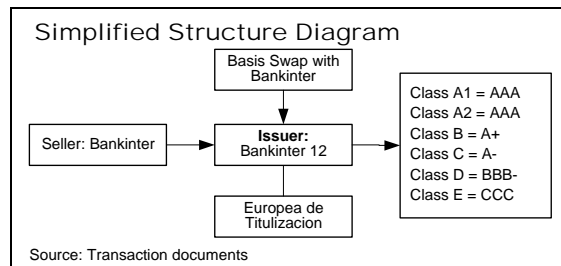 Simplified Structure Diagram
Basis Swap with
Bankinter
Seller: Bankinter
Issuer:
Bankinter 12
Europea de
Titulizacion
Class A1 = AAA
Class A2 = AAA
Class B = A+
Class C = A-
Class D = BBB-
Class E = CCC
Source: Transaction documents